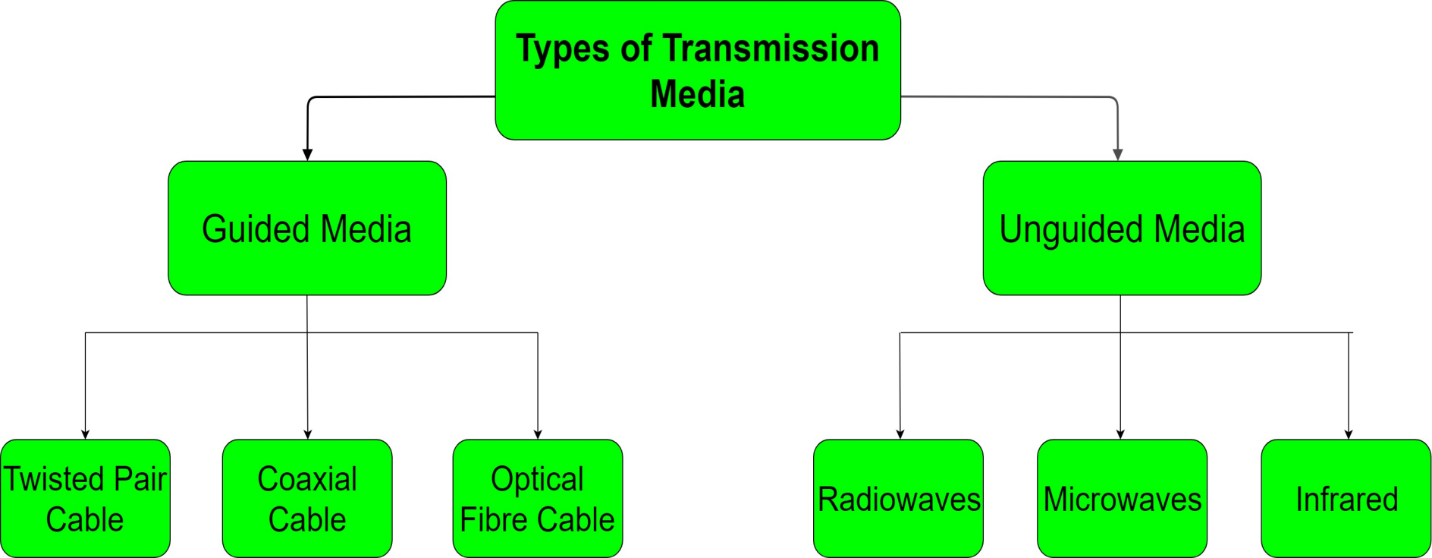 Types of Transmission
Media
Guided Media
Unguided Media
Twisted Pair
Cable
Coaxial
Cable
Optical
Fibre Cable
Radiowaves
Microwaves
Infrared